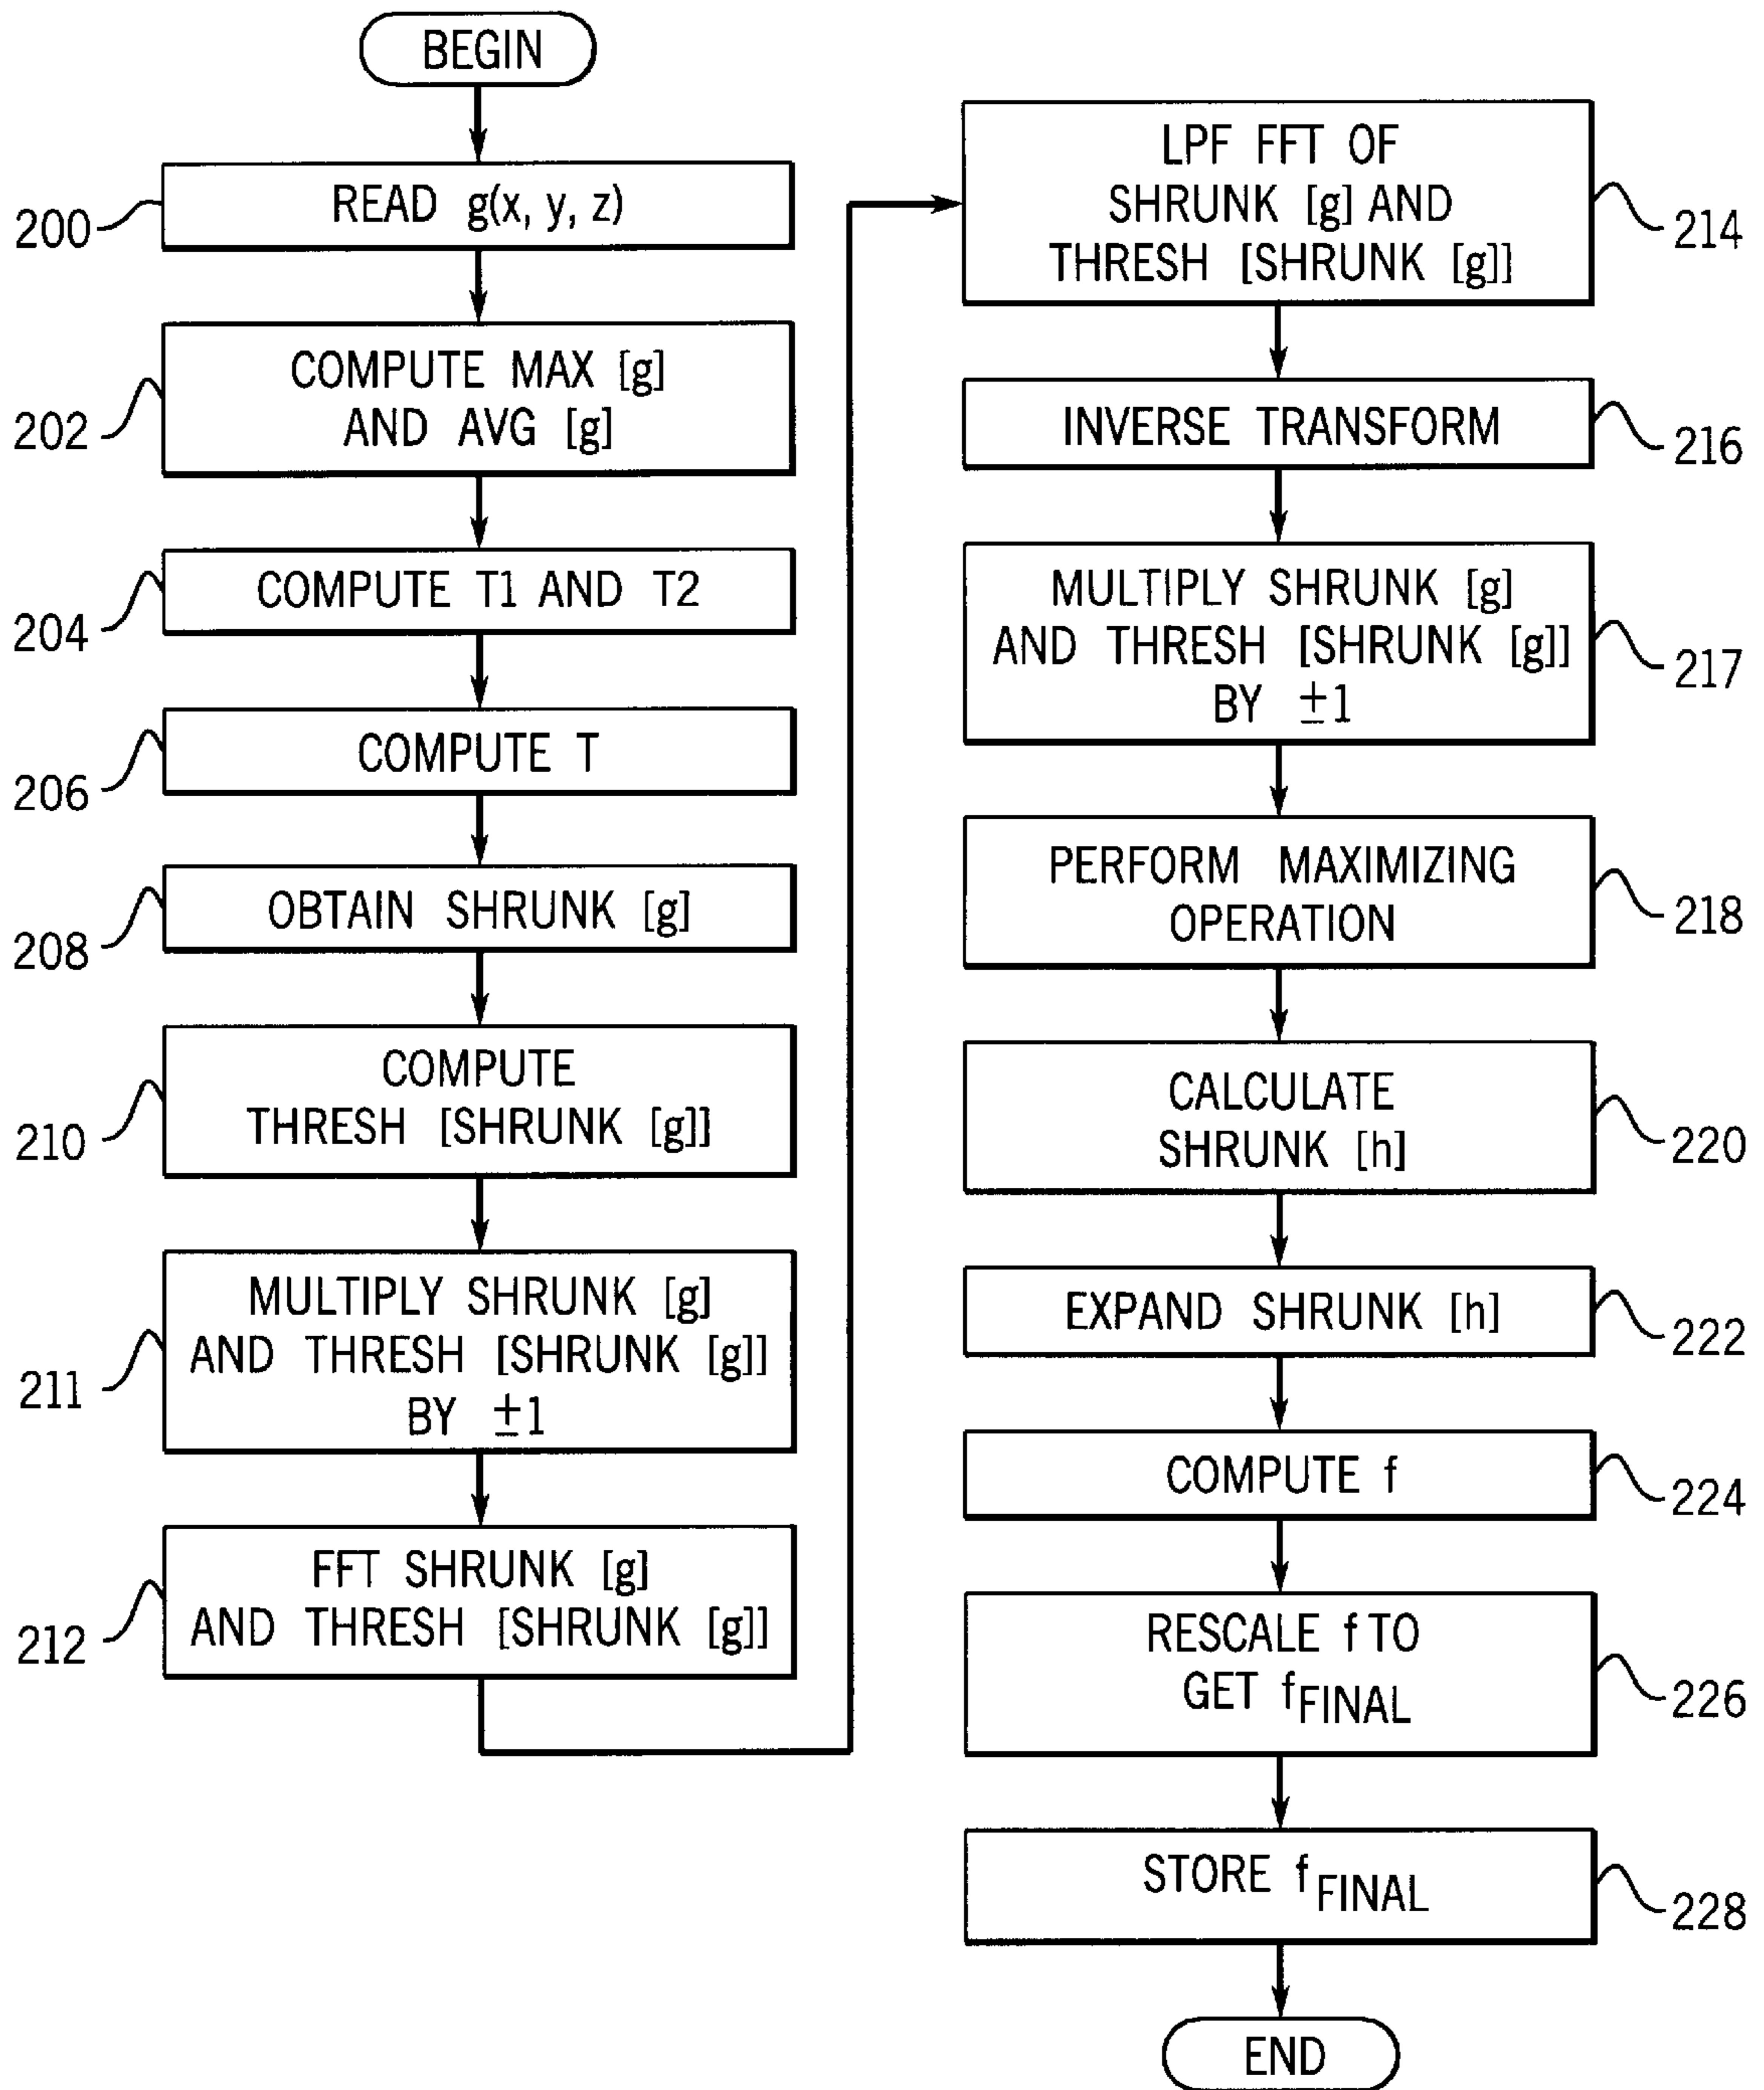 BEGIN
200
READ g(x, y, z)
202
COMPUTE MAX [g]
AND AVG [g]
204
COMPUTE T1 AND T2
206
COMPUTE T
208
OBTAIN SHRUNK [g]
210
COMPUTE
THRESH [SHRUNK [g]]
211
MULTIPLY SHRUNK [g]
AND THRESH [SHRUNK [g]]
BY ±1
212
FFT SHRUNK [g]
AND THRESH [SHRUNK [g]]
LPF FFT OF
SHRUNK [g] AND
THRESH [SHRUNK [g]]
214
INVERSE TRANSFORM
216
MULTIPLY SHRUNK [g]
AND THRESH [SHRUNK [g]]
BY ±1
217
PERFORM MAXIMIZING
OPERATION
218
CALCULATE
SHRUNK [h]
220
EXPAND SHRUNK [h]
222
COMPUTE f
224
RESCALE f TO
GET fFINAL
226
STORE fFINAL
228
END